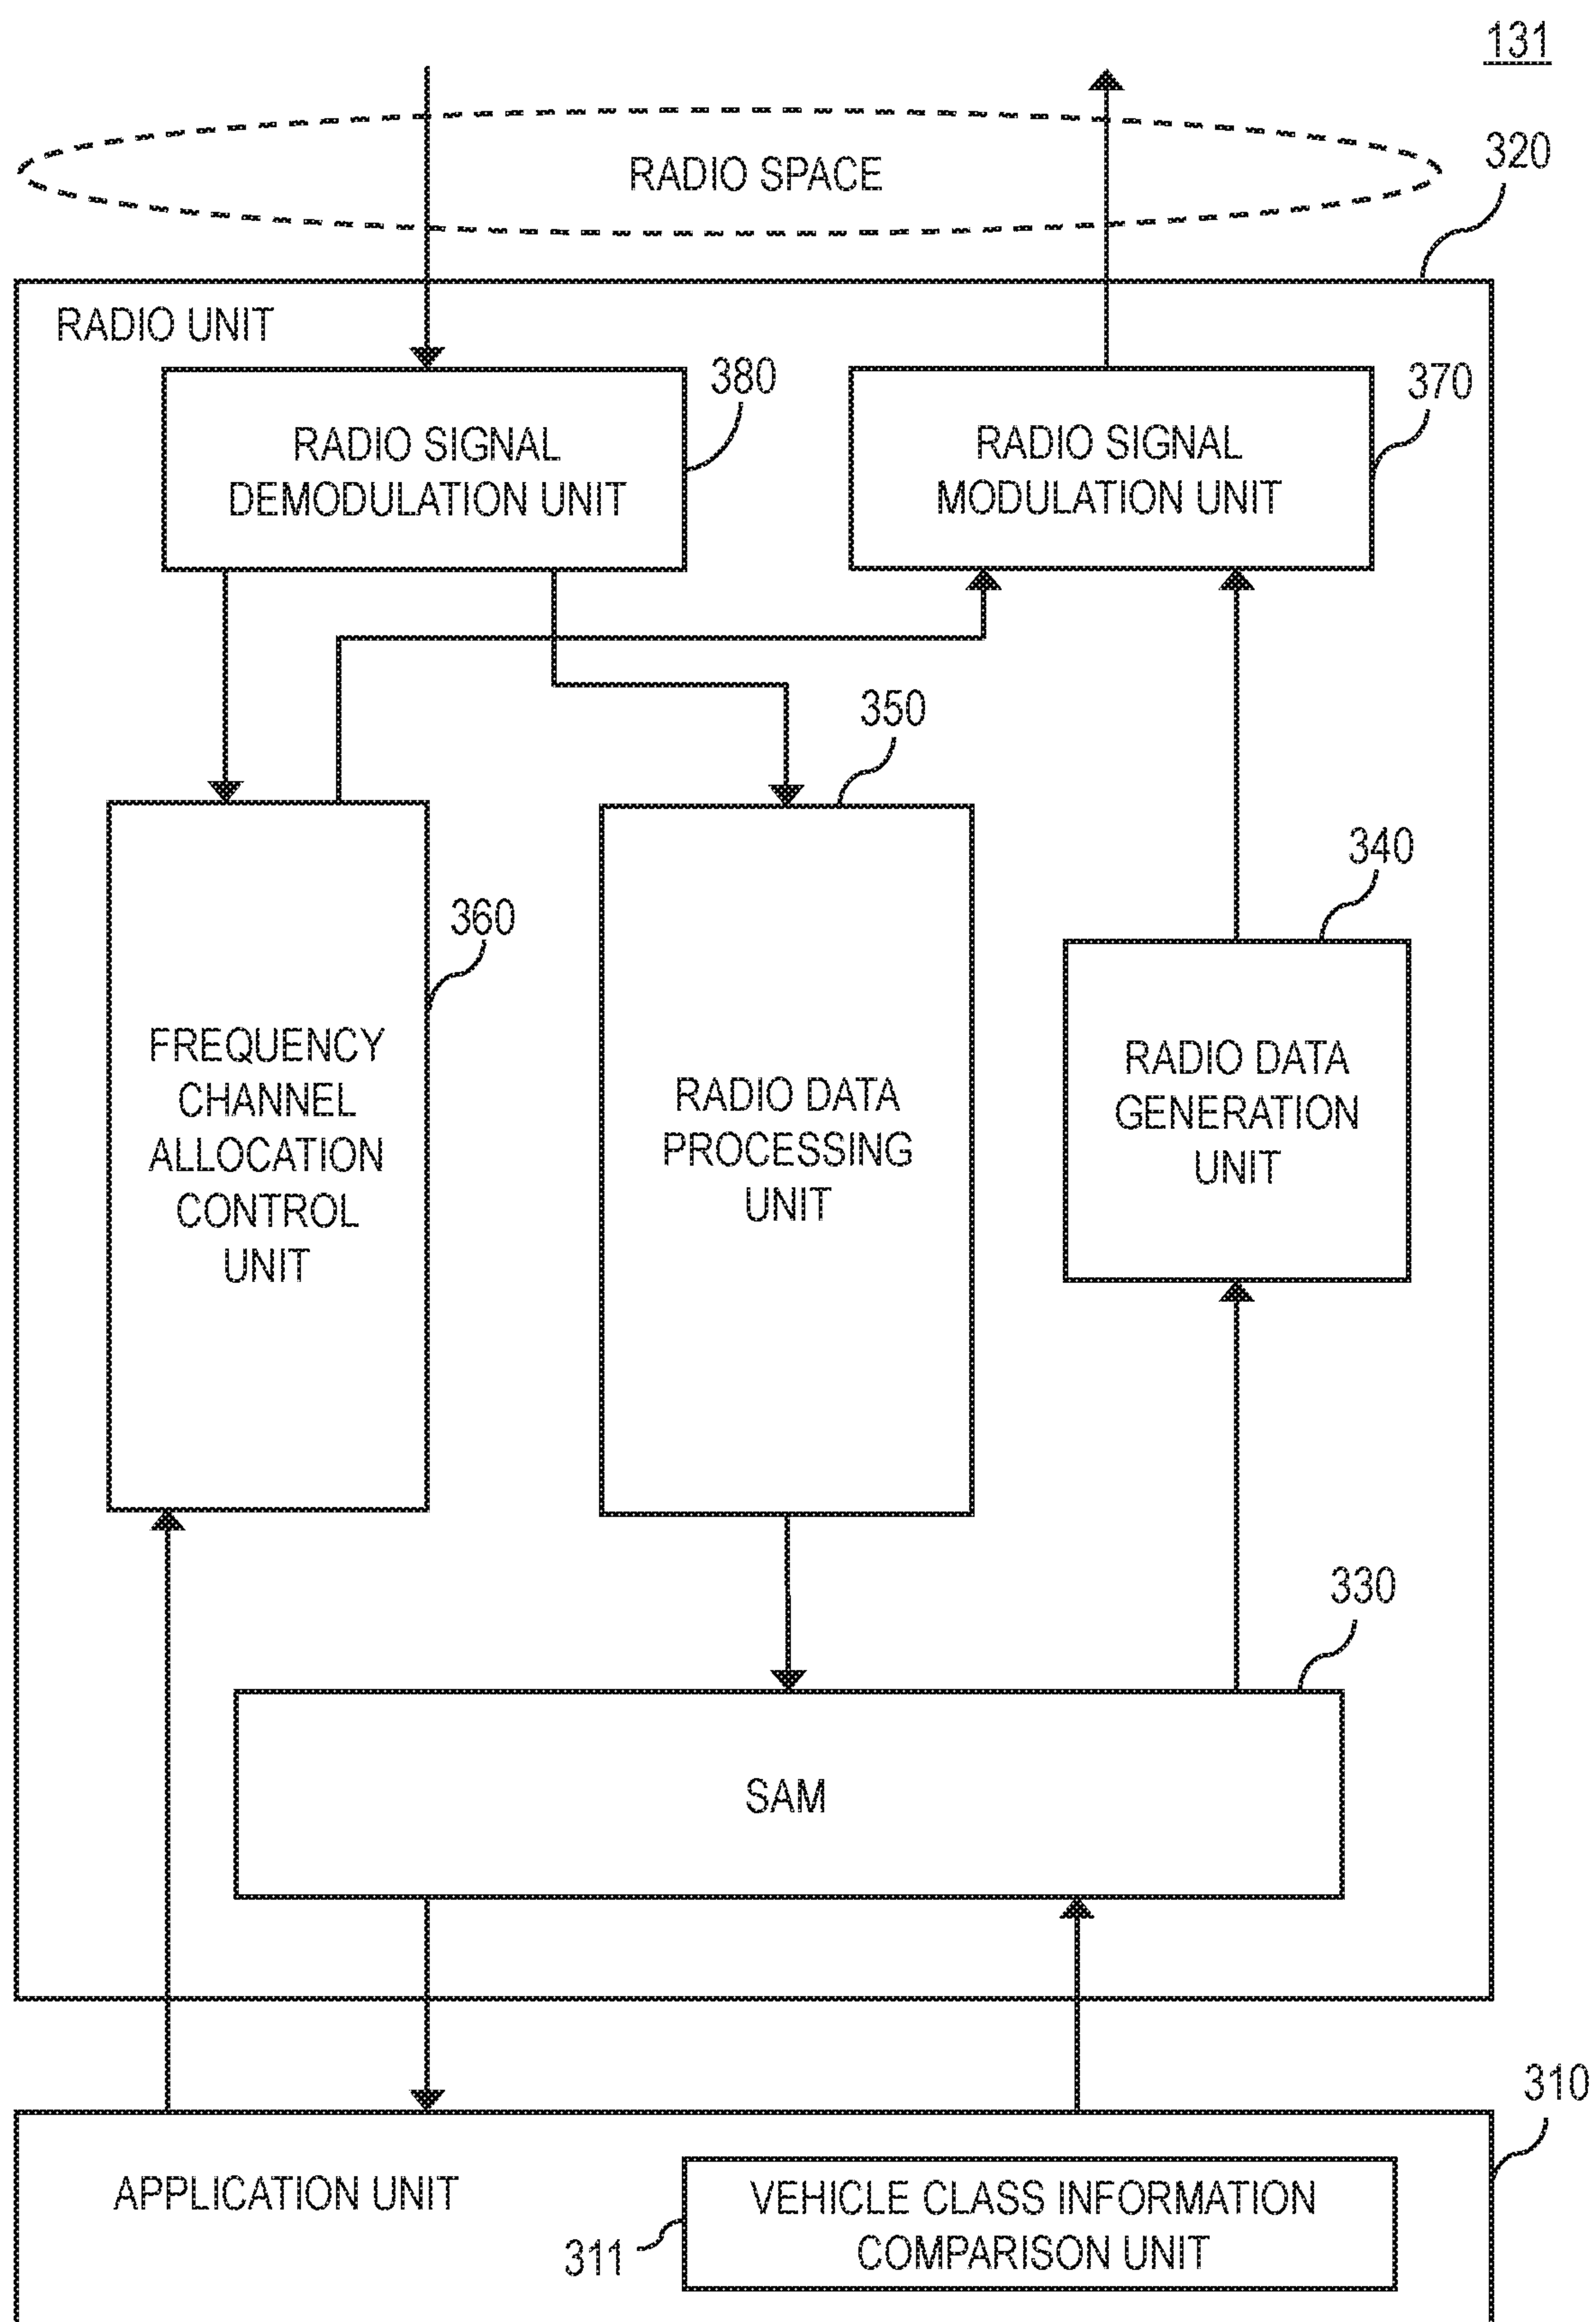 131
RADIO SPACE
320
RADIO UNIT
380
370
RADIO SIGNAL
DEMODULATION UNIT
RADIO SIGNAL
MODULATION UNIT
350
340
360
FREQUENCY
CHANNEL
ALLOCATION
CONTROL
UNIT
RADIO DATA
PROCESSING
UNIT
RADIO DATA
GENERATION
UNIT
330
SAM
310
APPLICATION UNIT
VEHICLE CLASS INFORMATION
COMPARISON UNIT
311